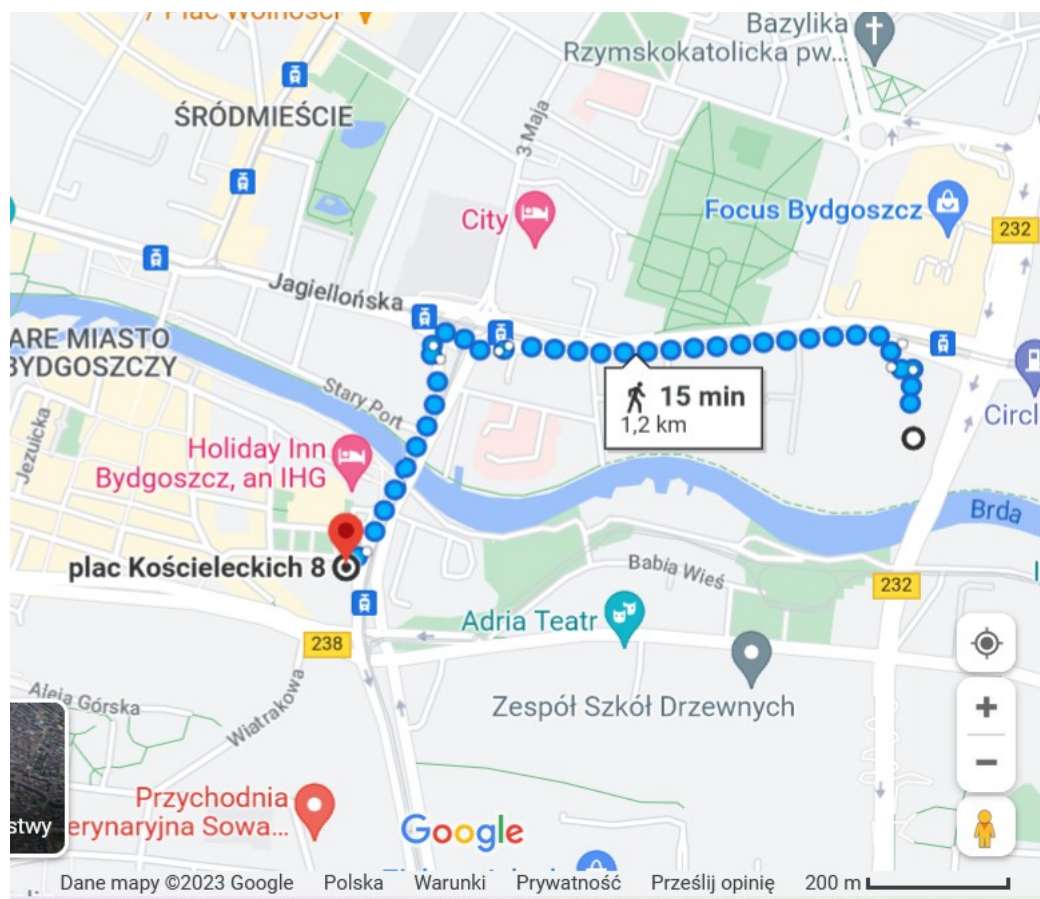 / Plac Wolności
Bazylika
Rzymskokatolicka pw...
ŚRÓDMIEŚCIE
3 Maja
City
Focus Bydgoszcz
232
Jagiellońska
ARE MIASTO
BYDGOSZCZY
15 min
1,2 km
Stary Port
Circl
Jezuicka
Holiday Inn
Bydgoszcz, an IHG
Brda
plac Kościeleckich 8
Babia Wieś
232
Adria Teatr
238
Zespół Szkół Drzewnych
Aleja Górska
Wiatrakowa
Przychodnia
erynaryjna Sowa...
stwy
Google
Dane mapy ©2023 Google Polska Warunki Prywatność Prześlij opinię 200 m